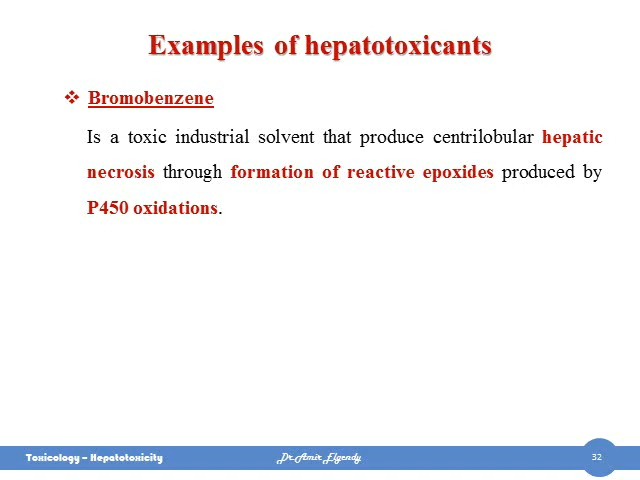 Examples of hepatotoxicants
Bromobenzene
Is a toxic industrial solvent that produce centrilobular hepatic
necrosis through formation of reactive epoxides produced by
P450 oxidations.
Toxicology – Hepatotoxicity Dr. Amir Elgendy 32